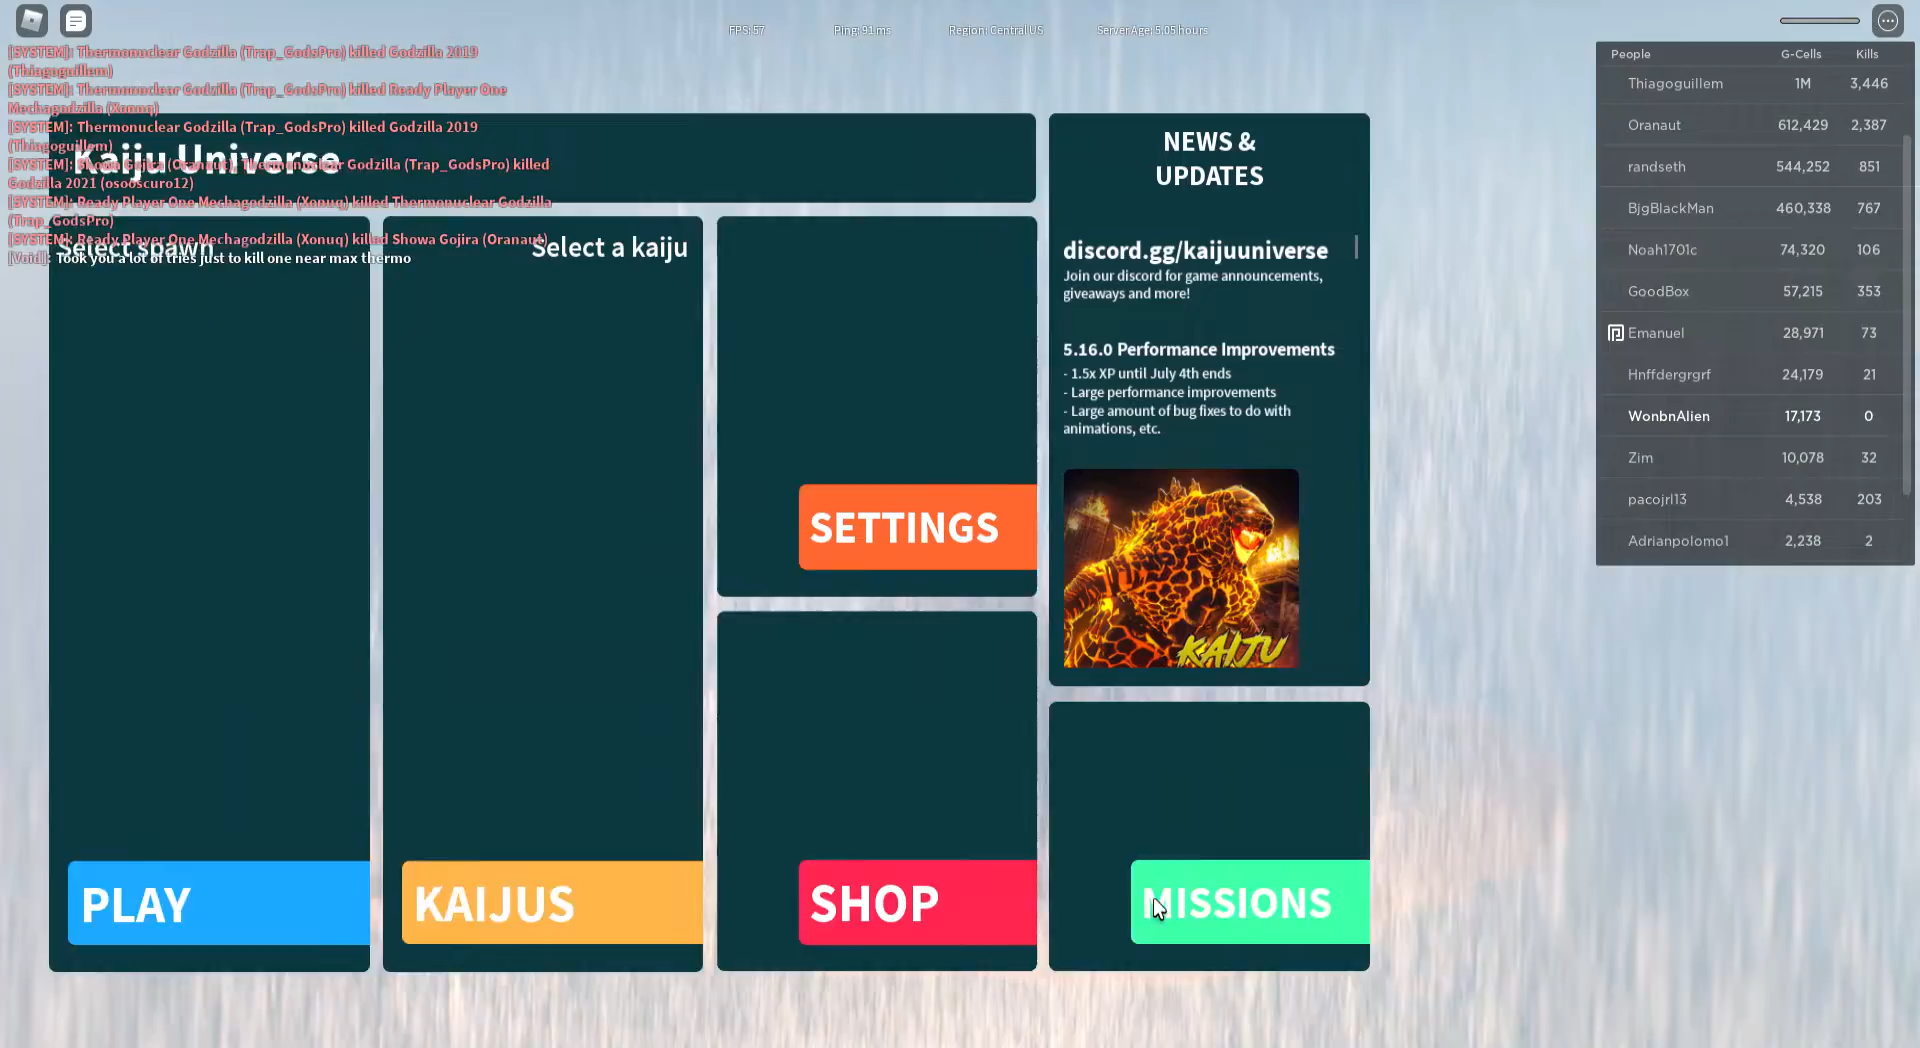 FPS: 57 Ping: 91 ms Region: Central US Server Age: 5.05 hours
[SYSTEM]: Thermonuclear Godzilla (Trap_GodsPro) killed Godzilla 2019
(Thiagoguillem)
[SYSTEM]: Thermonuclear Godzilla (Trap_GodsPro) killed Ready Player One
Mechagodzilla (Xonuq)
[SYSTEM]: Thermonuclear Godzilla (Trap_GodsPro) killed Godzilla 2019
(Thiagoguillem)
[SYSTEM]: Showa Gojira (Oranaut), Thermonuclear Godzilla (Trap_GodsPro) killed
Godzilla 2021 (osooscuro12)
[SYSTEM]: Ready Player One Mechagodzilla (Xonuq) killed Thermonuclear Godzilla
(Trap_GodsPro)
[SYSTEM]: Ready Player One Mechagodzilla (Xonuq) killed Showa Gojira (Oranaut)
[Void]: Took you a lot of tries just to kill one near max thermo
Kaiju Universe
Select spawn
PLAY
Select a kaiju
KAIJUS
SETTINGS
SHOP
NEWS &
UPDATES
discord.gg/kaijuuniverse
Join our discord for game announcements,
giveaways and more!
5.16.0 Performance Improvements
- 1.5x XP until July 4th ends
- Large performance improvements
- Large amount of bug fixes to do with
animations, etc.
KAIJU
MISSIONS
People G-Cells Kills
Thiagoguillem 1M 3,446
Oranaut 612,429 2,387
randseth 544,252 851
BjgBlackMan 460,338 767
Noah1701c 74,320 106
GoodBox 57,215 353
Emanuel 28,971 73
Hnffdergrgrf 24,179 21
WonbnAlien 17,173 0
Zim 10,078 32
pacojrl13 4,538 203
Adrianpolomo1 2,238 2